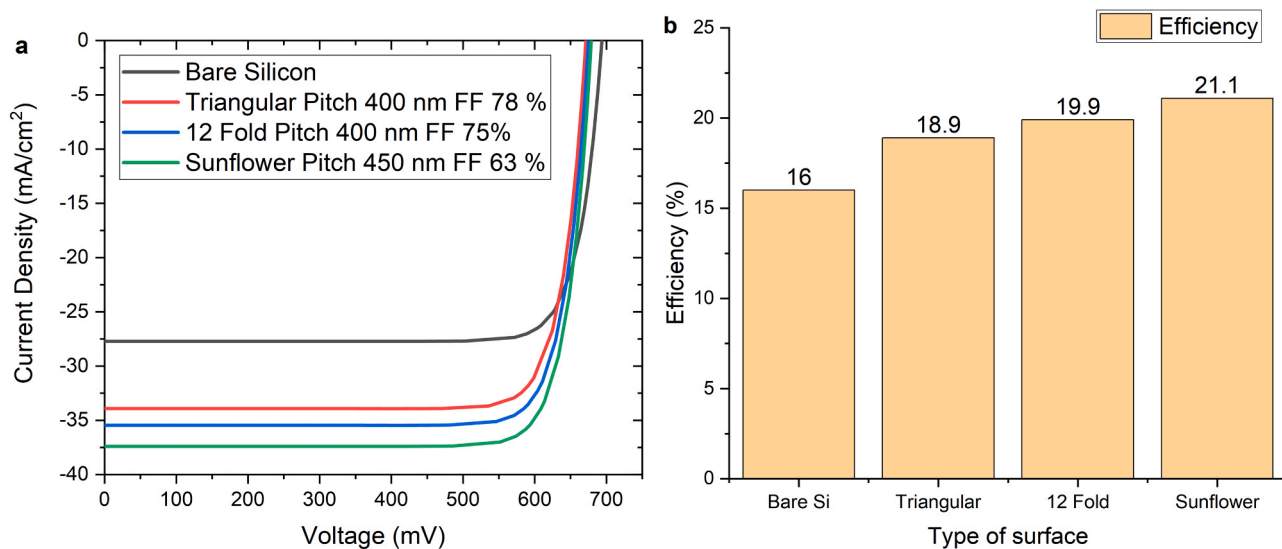 a
Bare Silicon
Triangular Pitch 400 nm FF 78 %
12 Fold Pitch 400 nm FF 75%
Sunflower Pitch 450 nm FF 63 %
Current Density (mA/cm²)
0
-5
-10
-15
-20
-25
-30
-35
-40
0 100 200 300 400 500 600 700
Voltage (mV)
b
Efficiency
Efficiency (%)
25
20
15
10
5
0
16
18.9
19.9
21.1
Bare Si Triangular 12 Fold Sunflower
Type of surface